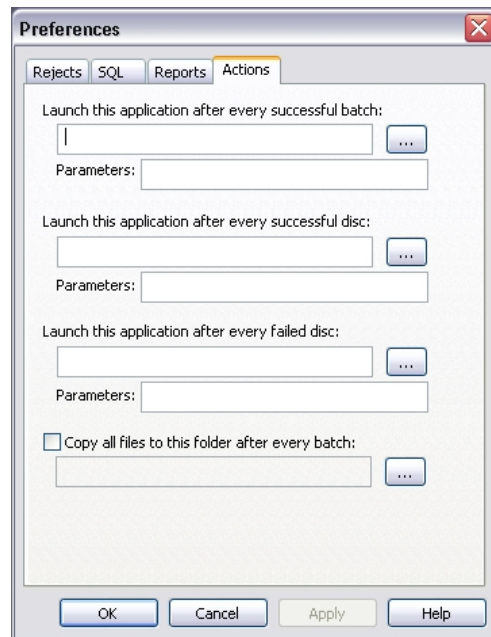 Preferences
Rejects SQL Reports Actions
Launch this application after every successful batch:
...
Parameters:
Launch this application after every successful disc:
...
Parameters:
Launch this application after every failed disc:
...
Parameters:
Copy all files to this folder after every batch:
...
OK Cancel Apply Help